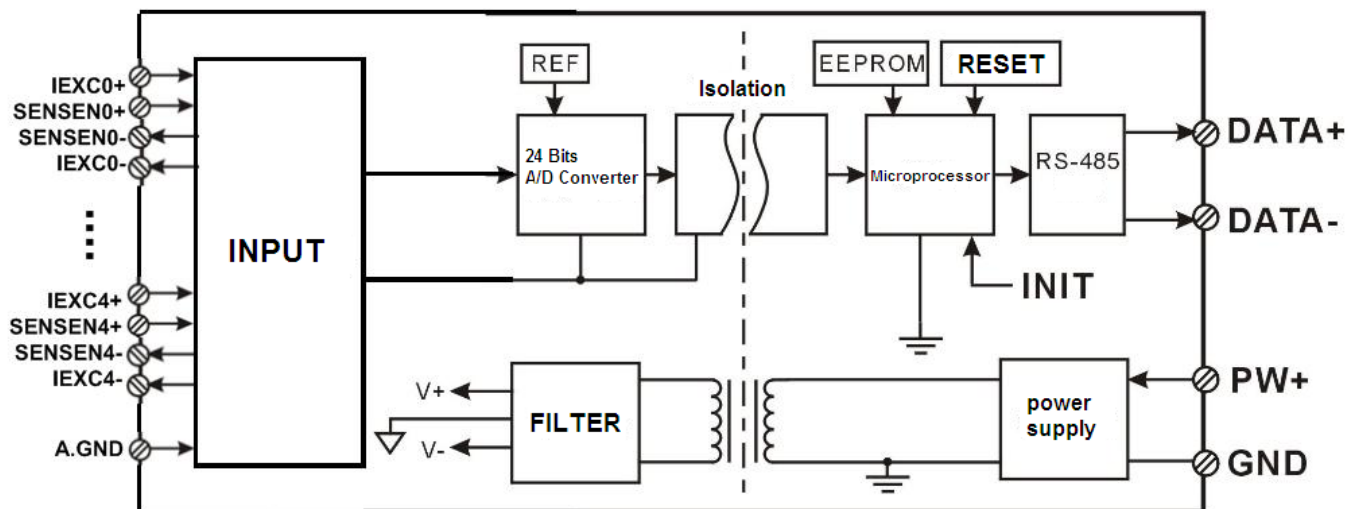 IEXC0+
SENSEN0+
SENSEN0-
IEXC0-
IEXC4+
SENSEN4+
SENSEN4-
IEXC4-
A.GND
INPUT
REF
24 Bits
A/D Converter
Isolation
EEPROM
RESET
Microprocessor
RS-485
INIT
DATA+
DATA-
V+
V-
FILTER
power
supply
PW+
GND